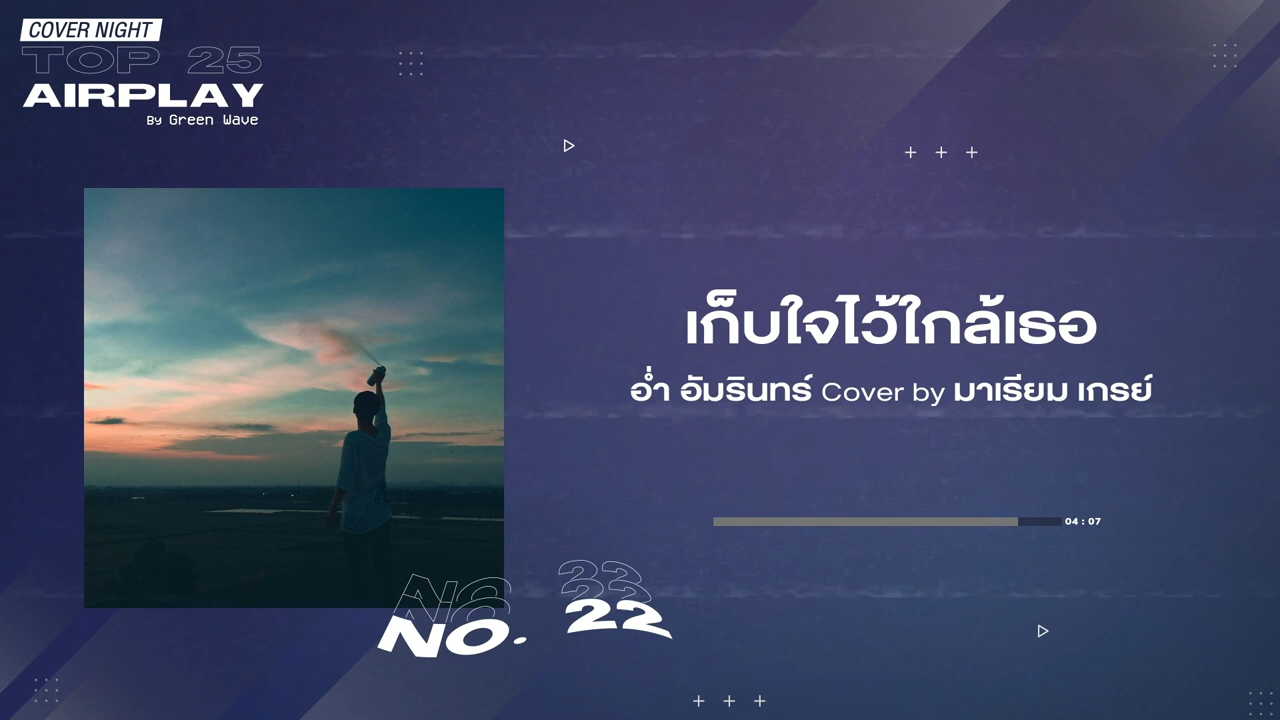 COVER NIGHT
TOP 25
AIRPLAY
By Green Wave
เก็บใจไว้ใกล้เธอ
อ่ำ อัมรินทร์ Cover by มาเรียม เกรย์
04 : 07
NO. 22